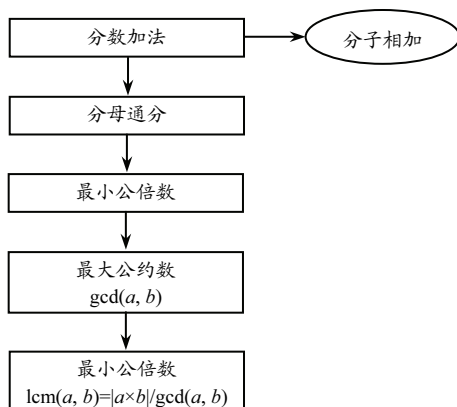 分数加法
分子相加
分母通分
最小公倍数
最大公约数
gcd(a, b)
最小公倍数
lcm(a, b)=|a×b|/gcd(a, b)